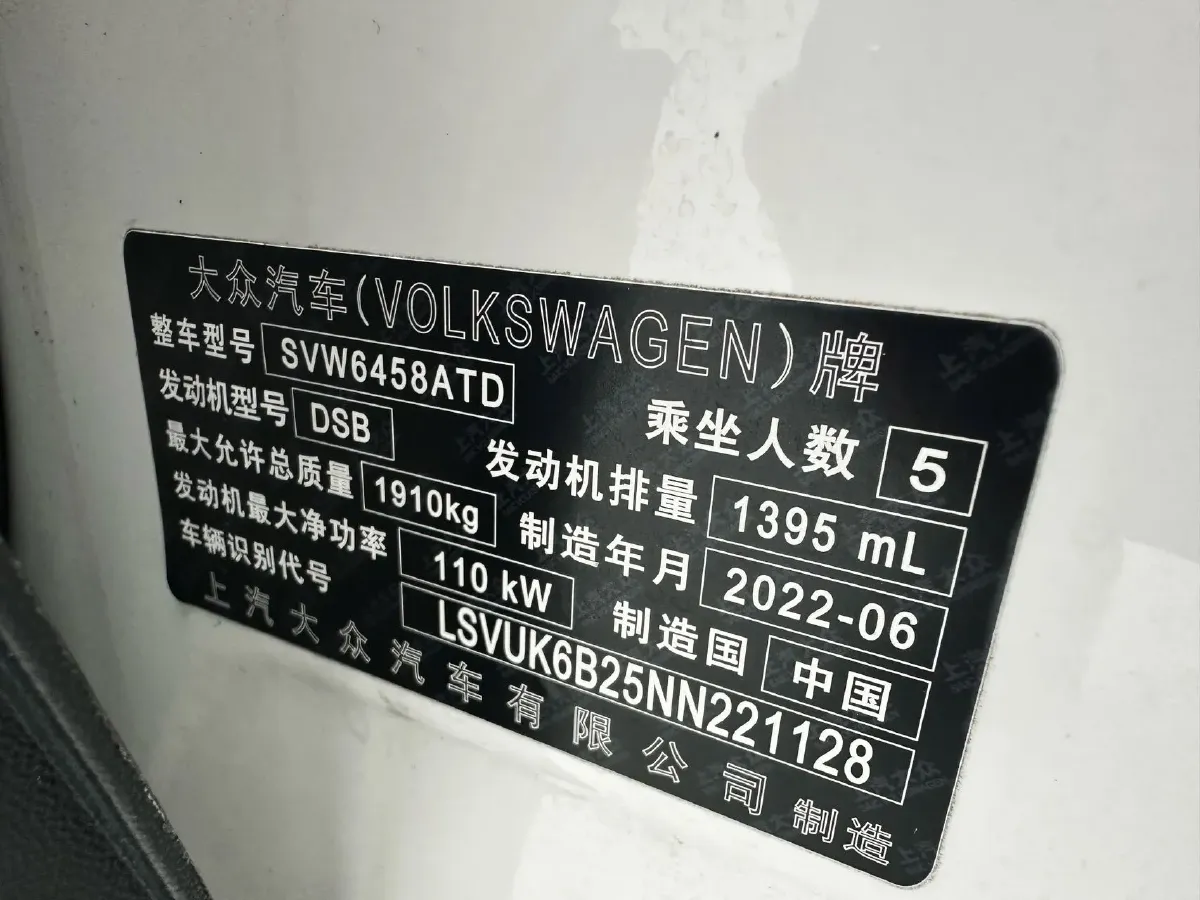 大众汽车(VOLKSWAGEN)牌
整车型号 SVW6458ATD 乘坐人数 5
发动机型号 DSB 发动机排量 1395 mL
最大允许总质量 1910kg 制造年月 2022-06
发动机最大净功率 110 kW 制造国 中国
车辆识别代号 LSVUK6B25NN221128
上汽大众汽车有限公司制造